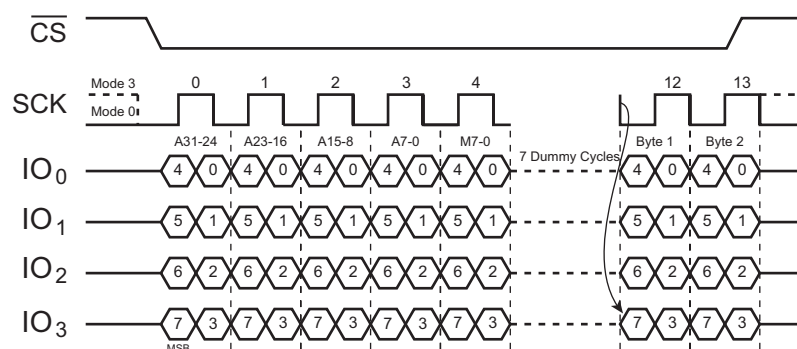 CS
Mode 3
0 1 2 3 4 12 13
SCK
Mode 0
A31-24 A23-16 A15-8 A7-0 M7-0 7 Dummy Cycles Byte 1 Byte 2
IO0 4 0 4 0 4 0 4 0 4 0 4 0 4 0
IO1 5 1 5 1 5 1 5 1 5 1 5 1 5 1
IO2 6 2 6 2 6 2 6 2 6 2 6 2 6 2
IO3 7 3 7 3 7 3 7 3 7 3 7 3 7 3
MSB